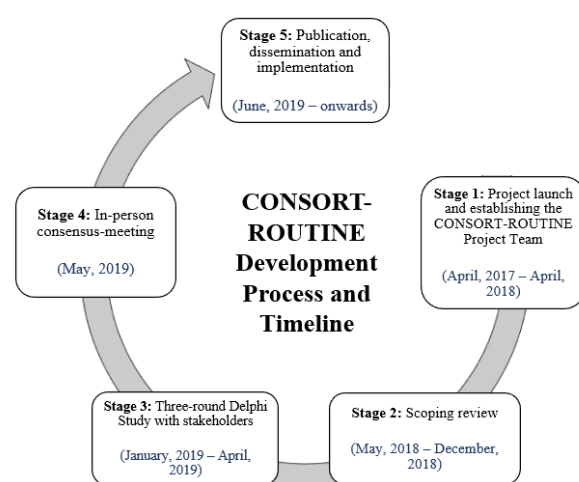 Stage 5: Publication,
dissemination and
implementation
(June, 2019 – onwards)
CONSORT-
ROUTINE
Development
Process and
Timeline
Stage 1: Project launch
and establishing the
CONSORT-ROUTINE
Project Team
(April, 2017 – April,
2018)
Stage 2: Scoping review
(May, 2018 – December,
2018)
Stage 3: Three-round Delphi
Study with stakeholders
(January, 2019 – April,
2019)
Stage 4: In-person
consensus-meeting
(May, 2019)